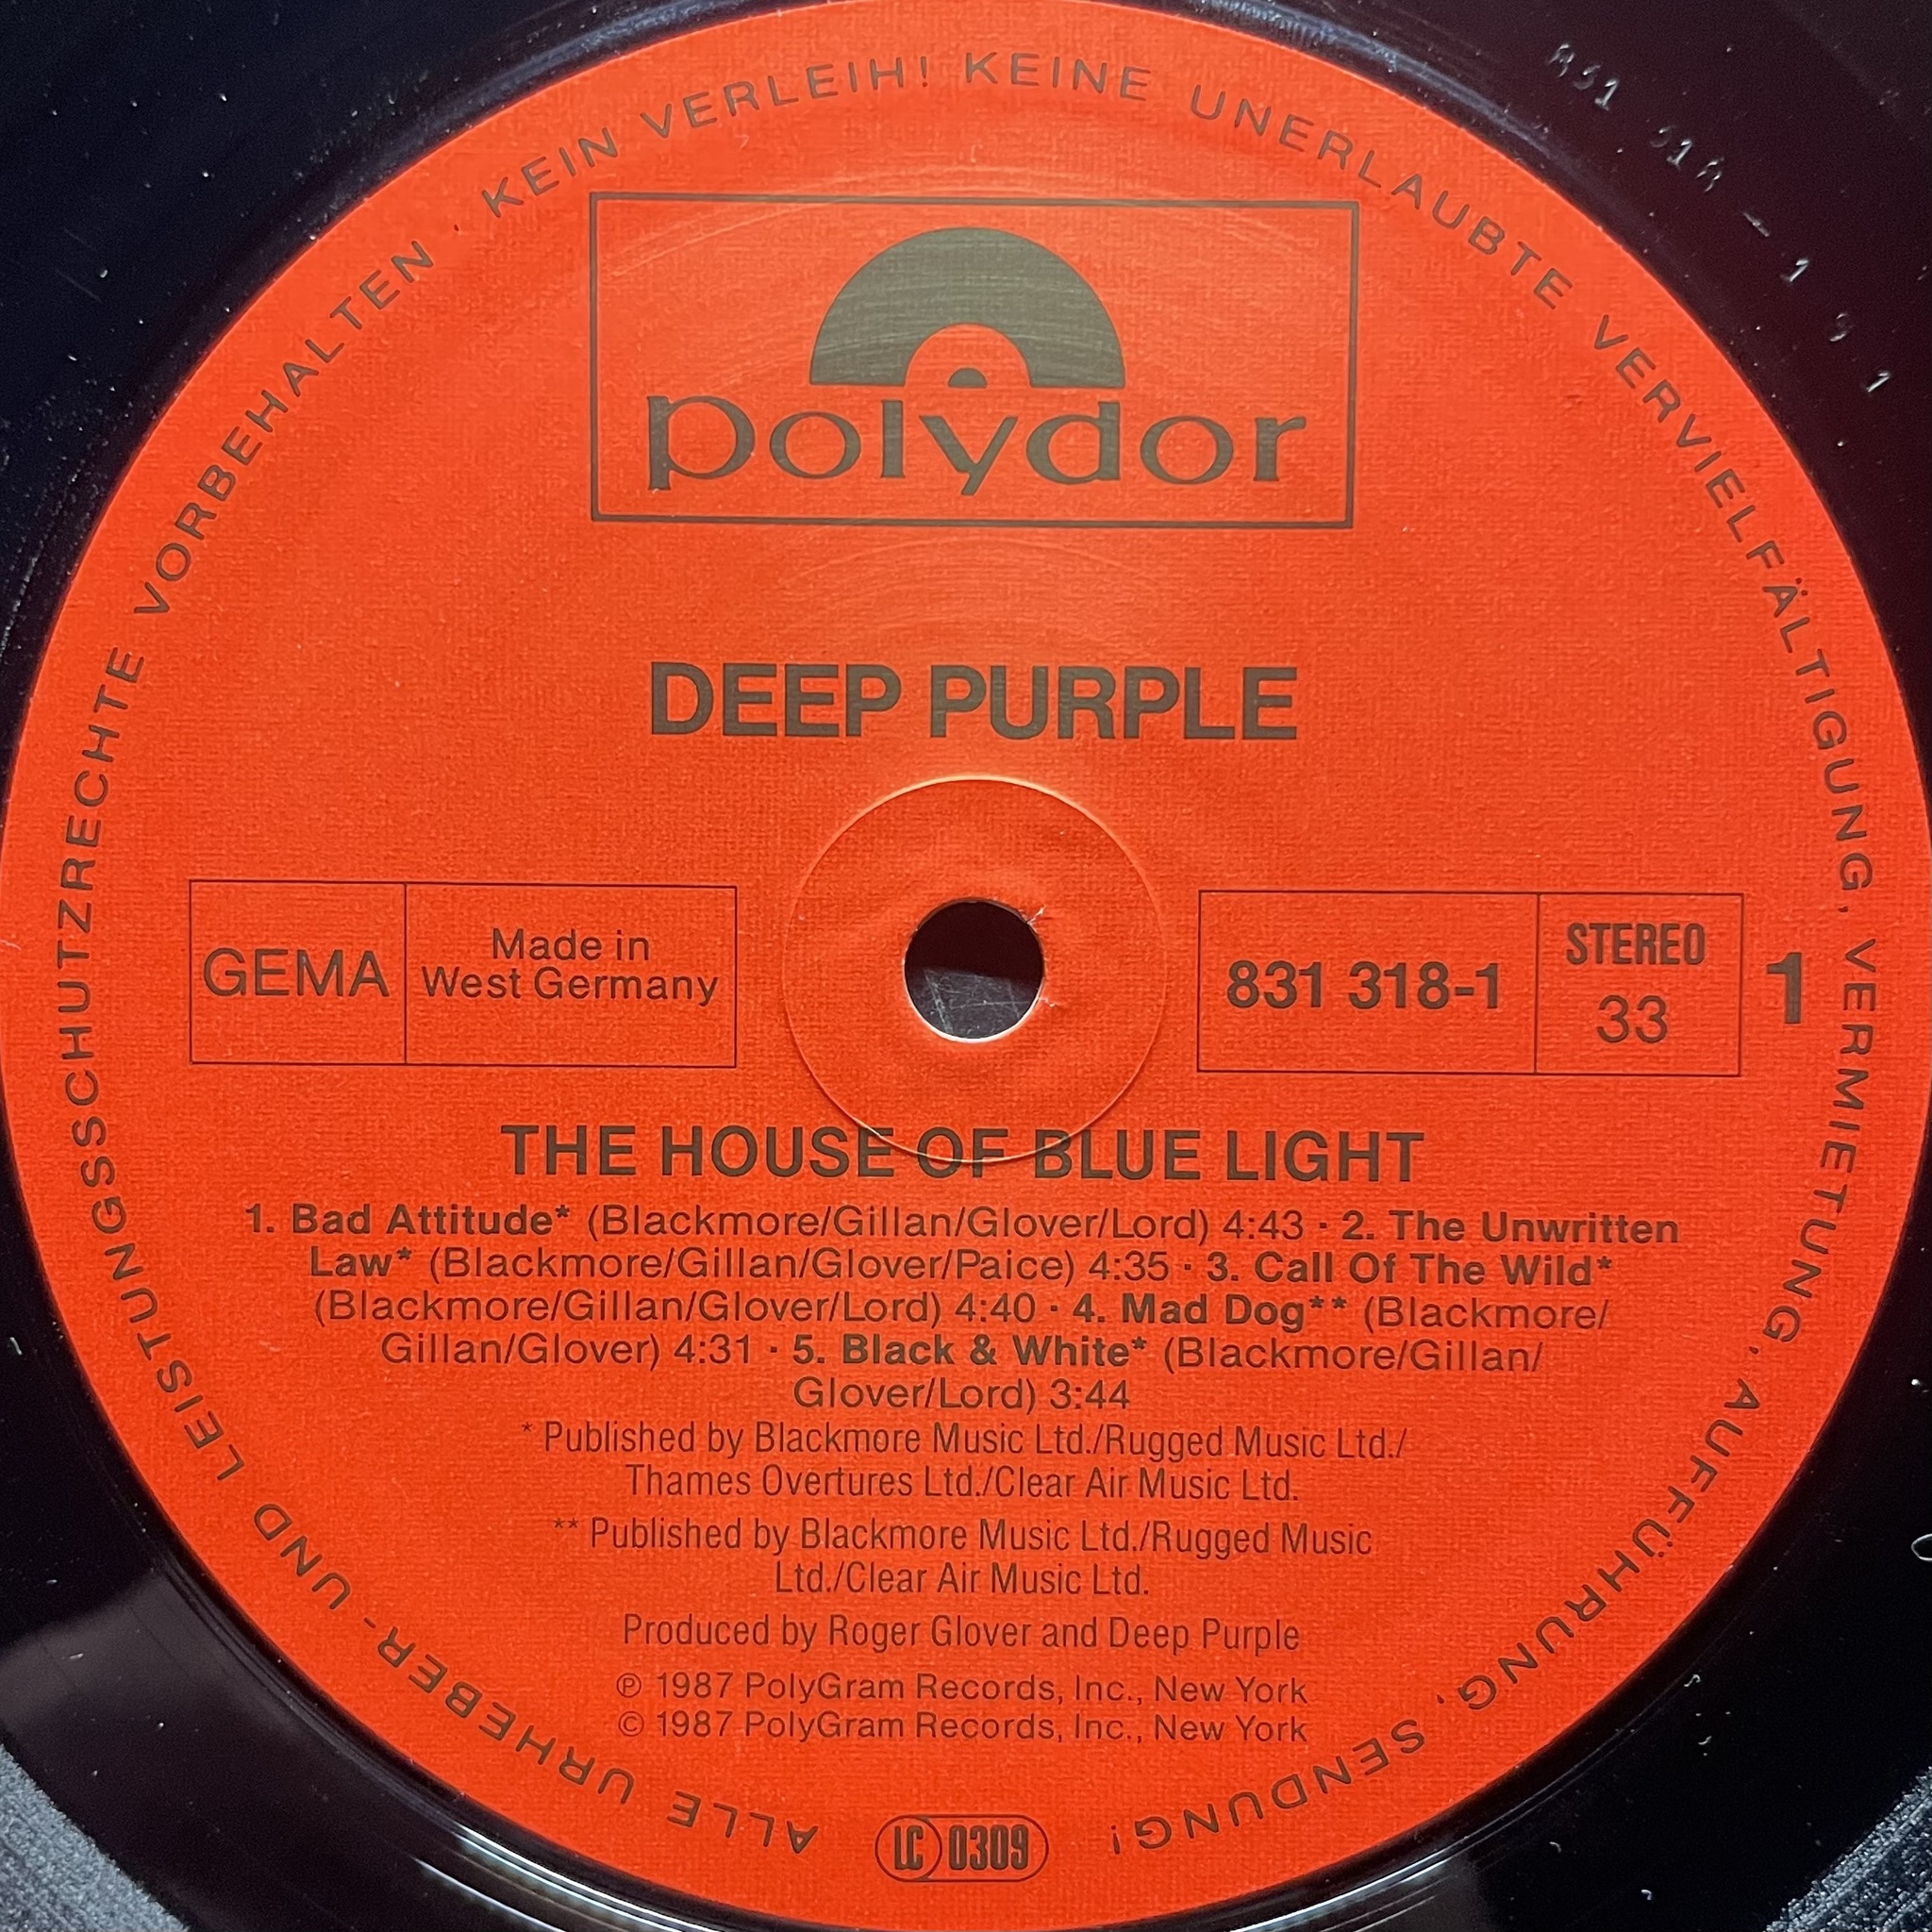 ALLE URHEBER- UND LEISTUNGSSCHUTZRECHTE VORBEHALTEN · KEIN VERLEIH! KEINE UNERLAUBTE VERVIELFÄLTIGUNG, VERMIETUNG, AUFFÜHRUNG, SENDUNG!
polydor
DEEP PURPLE
GEMA
Made in
West Germany
831 318-1
STEREO
33
1
THE HOUSE OF BLUE LIGHT
1. Bad Attitude* (Blackmore/Gillan/Glover/Lord) 4:43 · 2. The Unwritten
Law* (Blackmore/Gillan/Glover/Paice) 4:35 · 3. Call Of The Wild*
(Blackmore/Gillan/Glover/Lord) 4:40 · 4. Mad Dog** (Blackmore/
Gillan/Glover) 4:31 · 5. Black & White* (Blackmore/Gillan/
Glover/Lord) 3:44
* Published by Blackmore Music Ltd./Rugged Music Ltd./
Thames Overtures Ltd./Clear Air Music Ltd.
** Published by Blackmore Music Ltd./Rugged Music
Ltd./Clear Air Music Ltd.
Produced by Roger Glover and Deep Purple
℗ 1987 PolyGram Records, Inc., New York
© 1987 PolyGram Records, Inc., New York
LC 0309